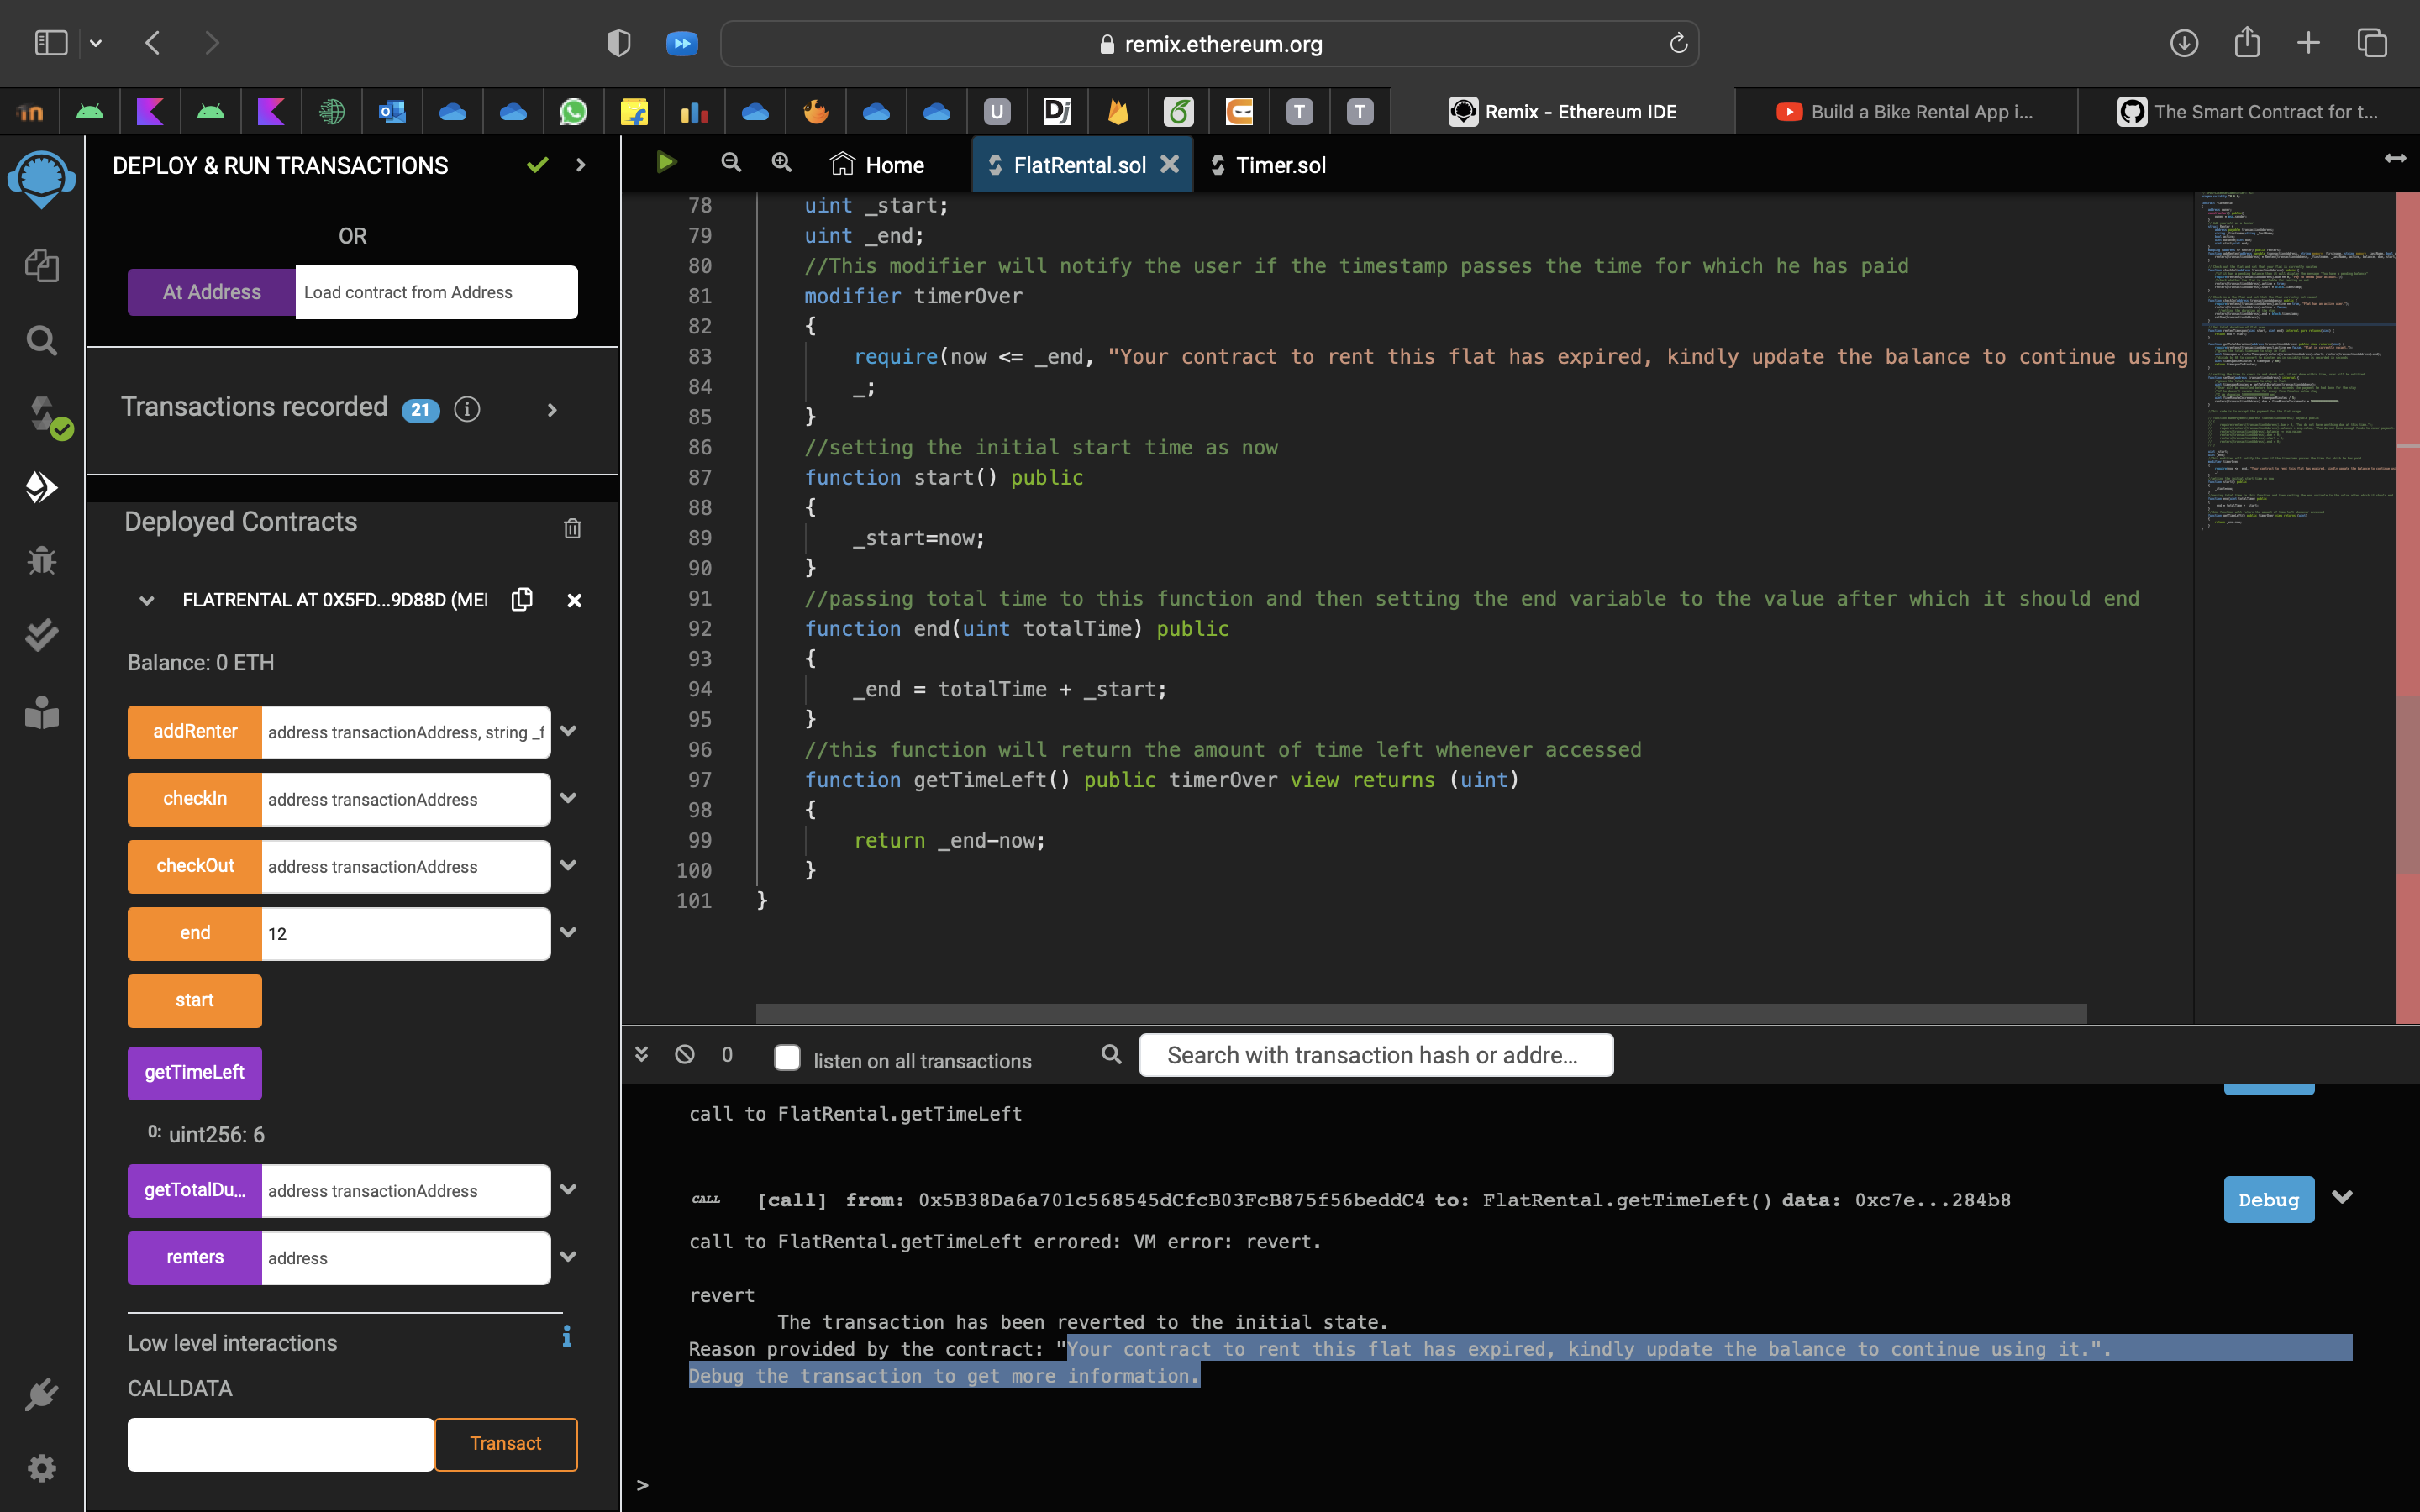 remix.ethereum.org
U
Dj
T
T
Remix - Ethereum IDE
Build a Bike Rental App i...
The Smart Contract for t...
DEPLOY & RUN TRANSACTIONS
OR
At Address
Load contract from Address
Transactions recorded 21 i
Deployed Contracts
FLATRENTAL AT 0X5FD...9D88D (MEI
Balance: 0 ETH
addRenter
address transactionAddress, string _f
checkIn
address transactionAddress
checkOut
address transactionAddress
end
12
start
getTimeLeft
0: uint256: 6
getTotalDu...
address transactionAddress
renters
address
Low level interactions
i
CALLDATA
Transact
Home
FlatRental.sol
Timer.sol
78 uint _start;
79 uint _end;
80 //This modifier will notify the user if the timestamp passes the time for which he has paid
81 modifier timerOver
82 {
83 require(now <= _end, "Your contract to rent this flat has expired, kindly update the balance to continue using
84 _;
85 }
86 //setting the initial start time as now
87 function start() public
88 {
89 _start=now;
90 }
91 //passing total time to this function and then setting the end variable to the value after which it should end
92 function end(uint totalTime) public
93 {
94 _end = totalTime + _start;
95 }
96 //this function will return the amount of time left whenever accessed
97 function getTimeLeft() public timerOver view returns (uint)
98 {
99 return _end-now;
100 }
101 }
0
listen on all transactions
Search with transaction hash or addre...
call to FlatRental.getTimeLeft
CALL [call] from: 0x5B38Da6a701c568545dCfcB03FcB875f56beddC4 to: FlatRental.getTimeLeft() data: 0xc7e...284b8
Debug
call to FlatRental.getTimeLeft errored: VM error: revert.
revert
The transaction has been reverted to the initial state.
Reason provided by the contract: "Your contract to rent this flat has expired, kindly update the balance to continue using it.".
Debug the transaction to get more information.
>